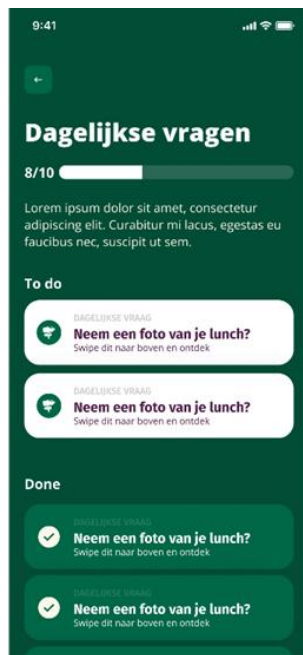 9:41
←
Dagelijkse vragen
8/10
Lorem ipsum dolor sit amet, consectetur
adipiscing elit. Curabitur mi lacus, egestas eu
faucibus nec, suscipit ut sem.
To do
DAGELIJKSE VRAAG
Neem een foto van je lunch?
Swipe dit naar boven en ontdek
DAGELIJKSE VRAAG
Neem een foto van je lunch?
Swipe dit naar boven en ontdek
Done
DAGELIJKSE VRAAG
Neem een foto van je lunch?
Swipe dit naar boven en ontdek
DAGELIJKSE VRAAG
Neem een foto van je lunch?
Swipe dit naar boven en ontdek